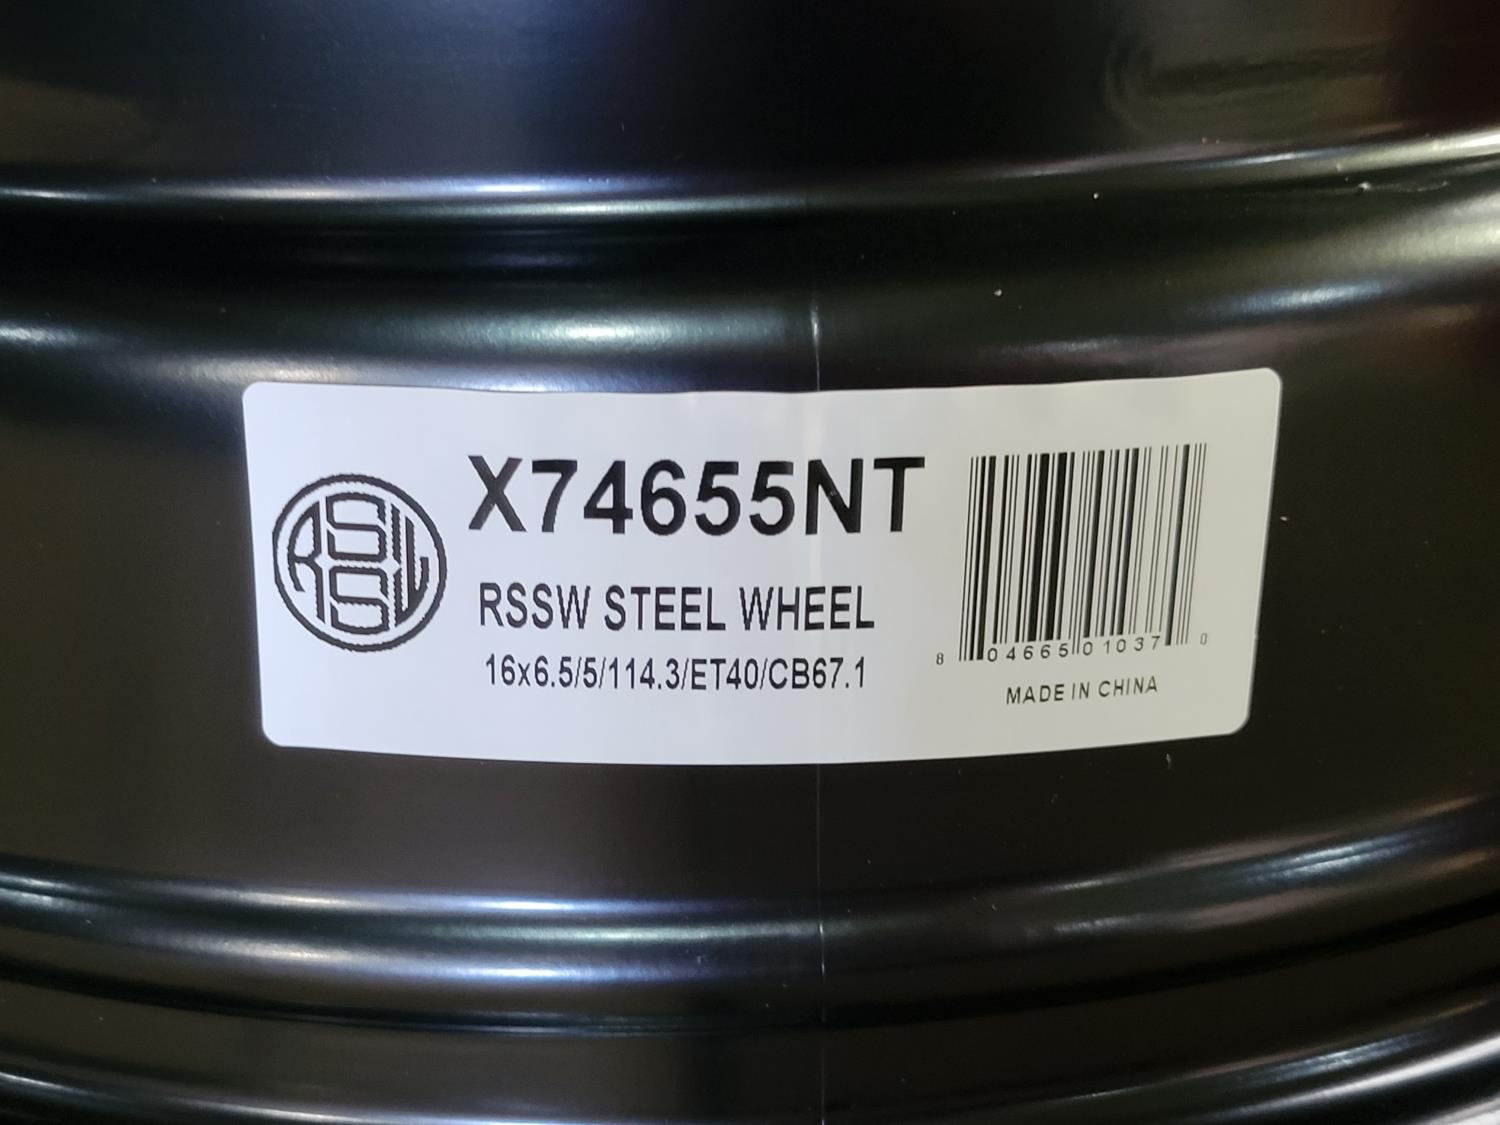 RSSW
X74655NT
RSSW STEEL WHEEL
16x6.5/5/114.3/ET40/CB67.1
8 04665 01037 0
MADE IN CHINA